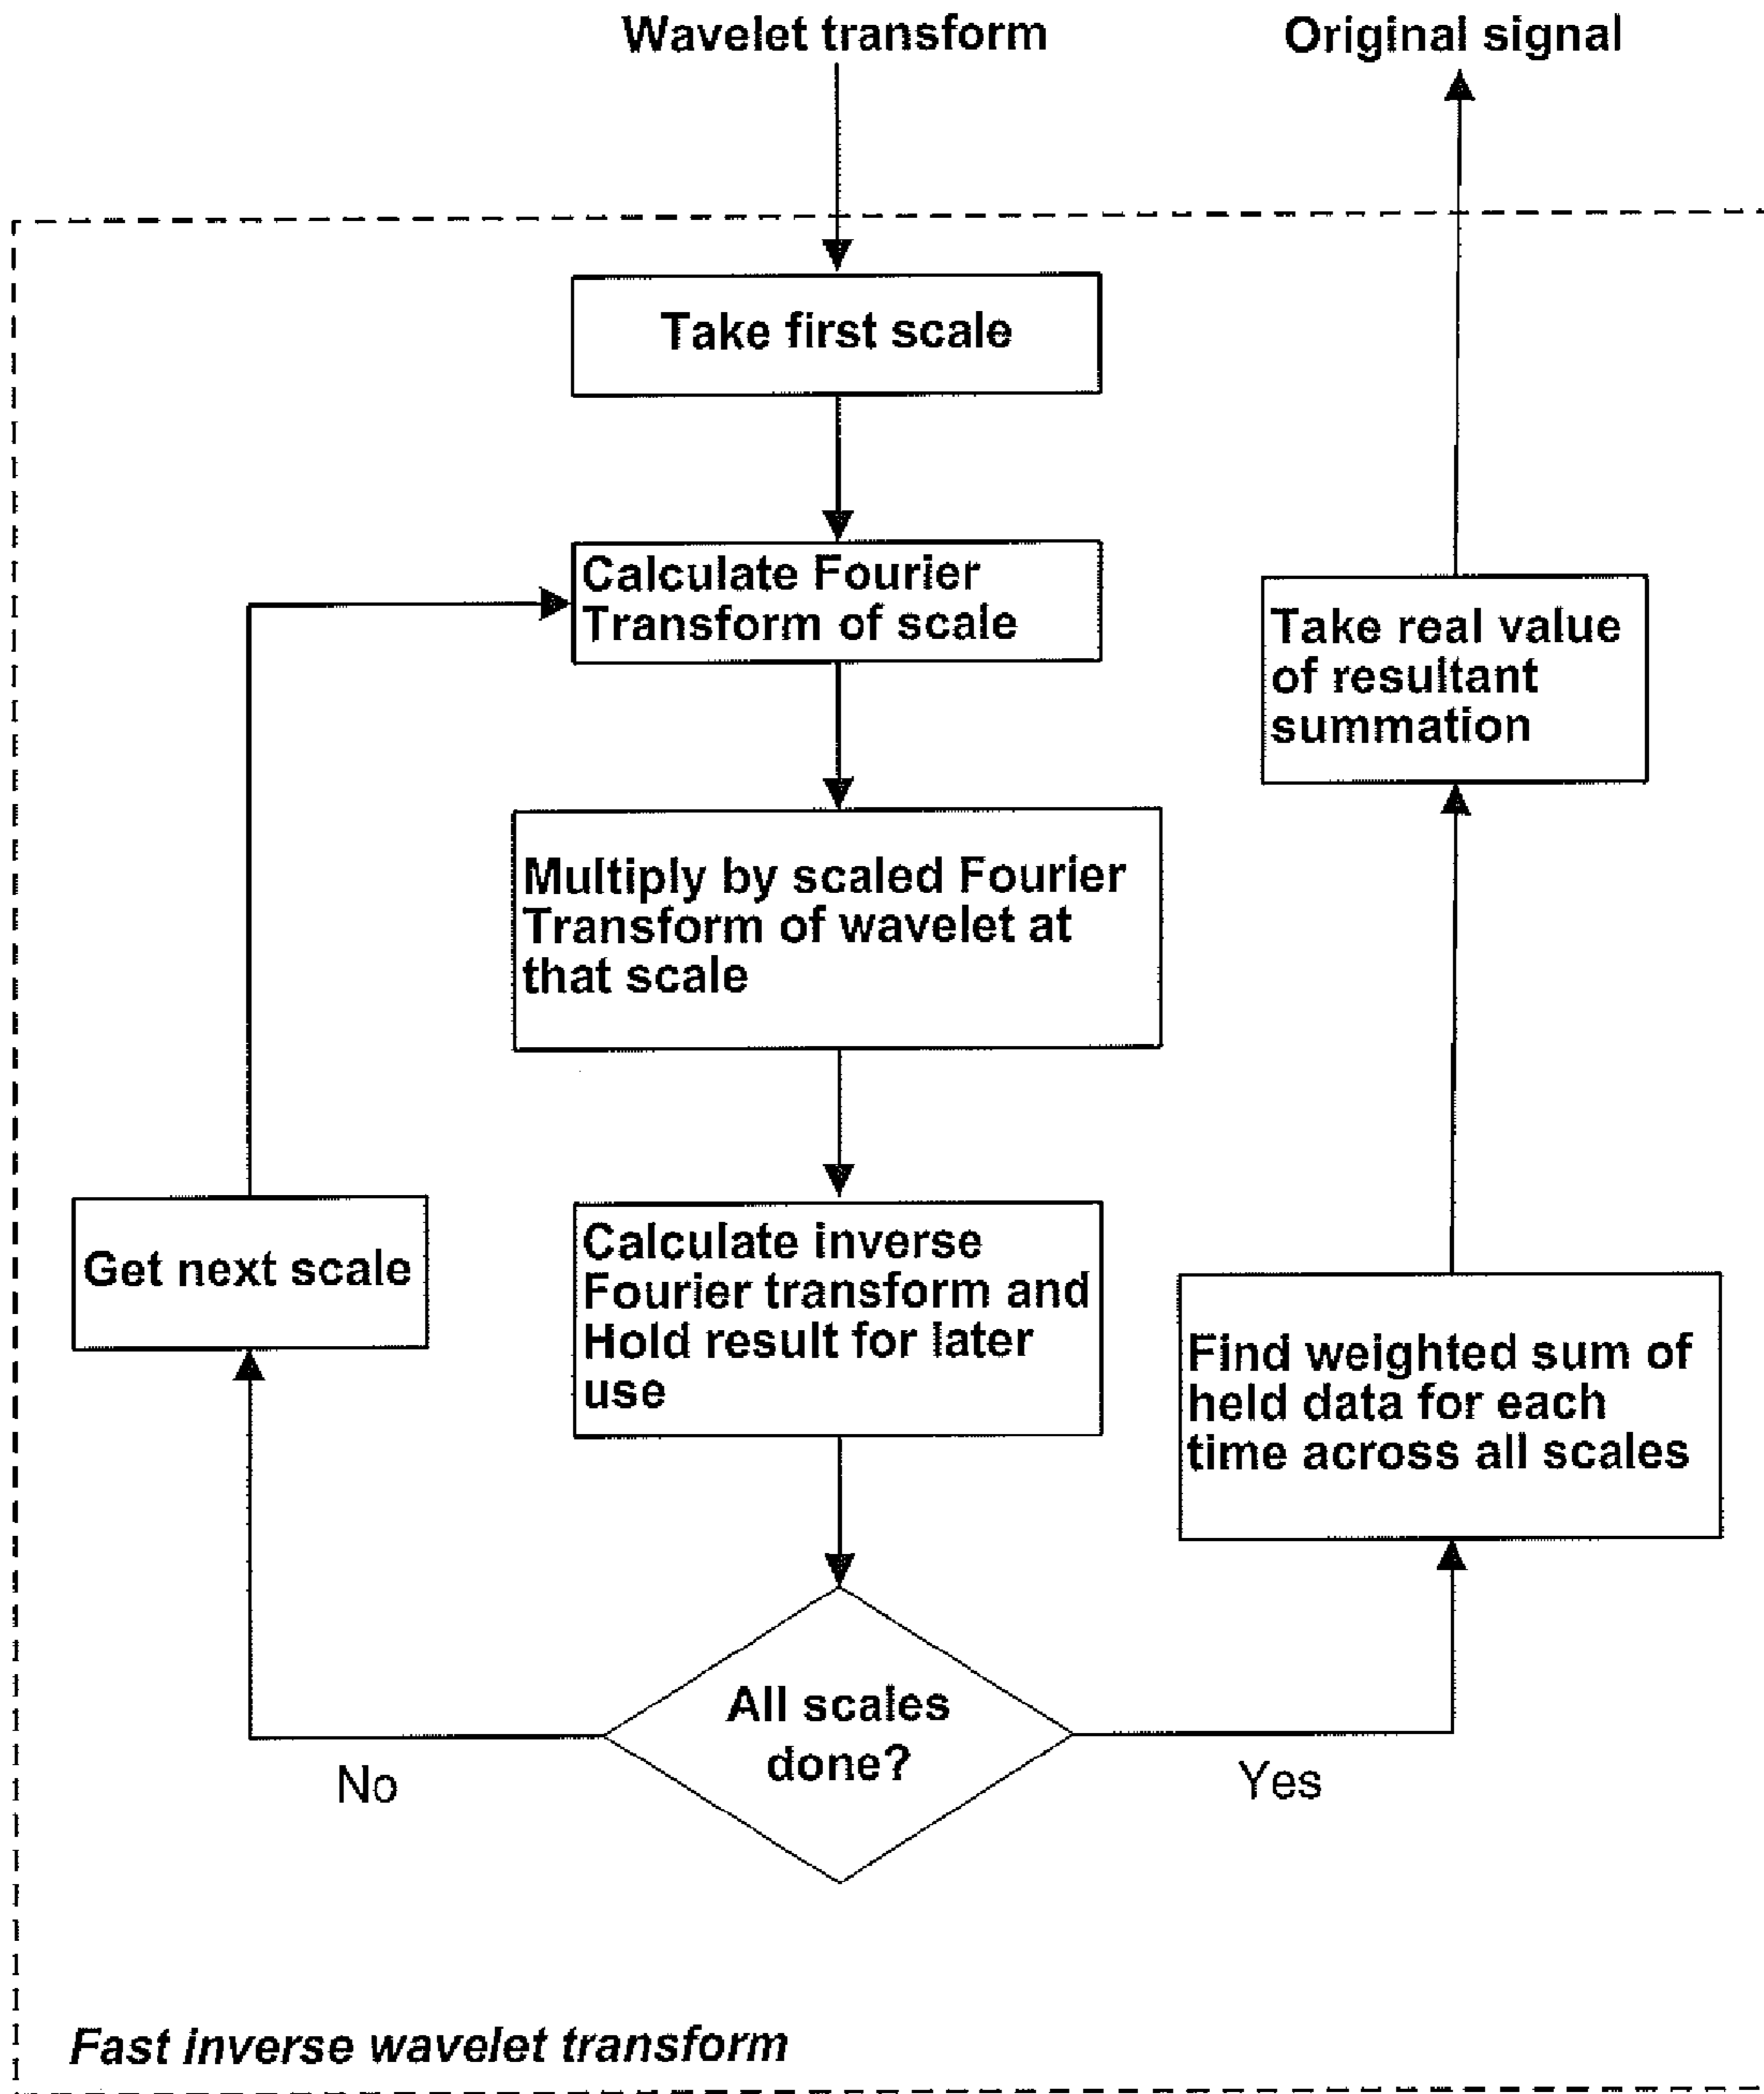 Wavelet transform
Original signal
Take first scale
Calculate Fourier
Transform of scale
Take real value
of resultant
summation
Multiply by scaled Fourier
Transform of wavelet at
that scale
Get next scale
Calculate inverse
Fourier transform and
Hold result for later
use
Find weighted sum of
held data for each
time across all scales
All scales
done?
No
Yes
Fast inverse wavelet transform